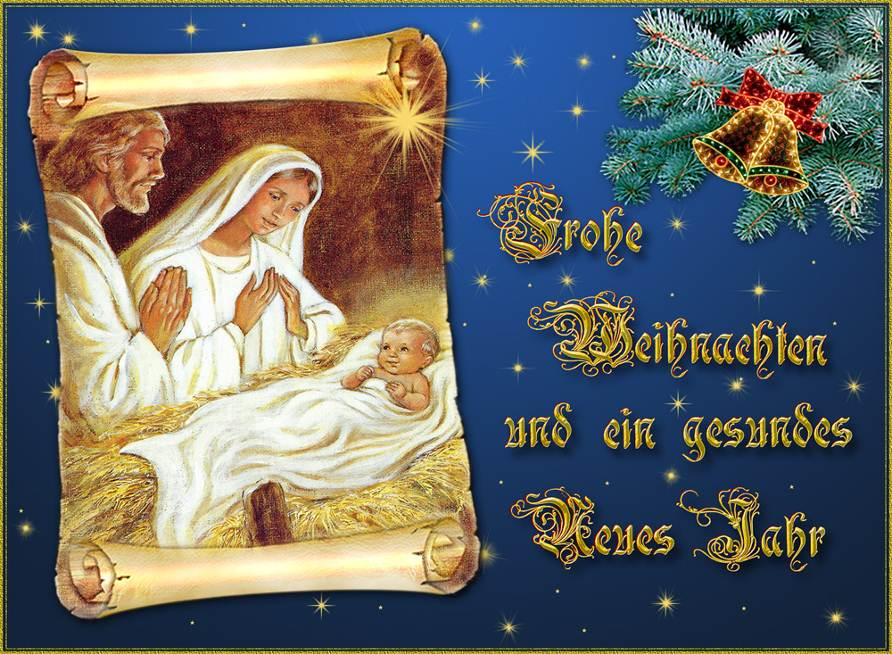 Frohe
Weihnachten
und ein gesundes
Neues Jahr